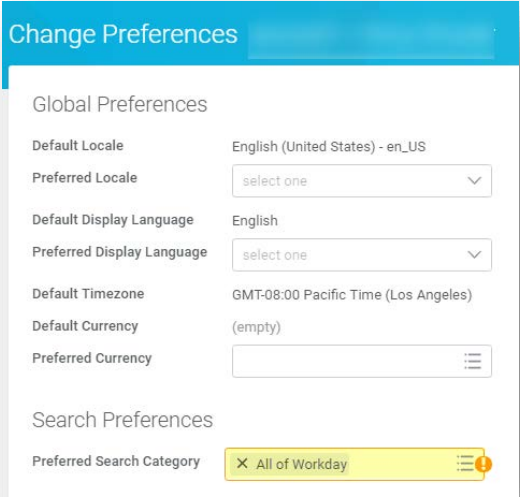 Change Preferences
Global Preferences
Default Locale English (United States) - en_US
Preferred Locale select one
Default Display Language English
Preferred Display Language select one
Default Timezone GMT-08:00 Pacific Time (Los Angeles)
Default Currency (empty)
Preferred Currency
Search Preferences
Preferred Search Category × All of Workday